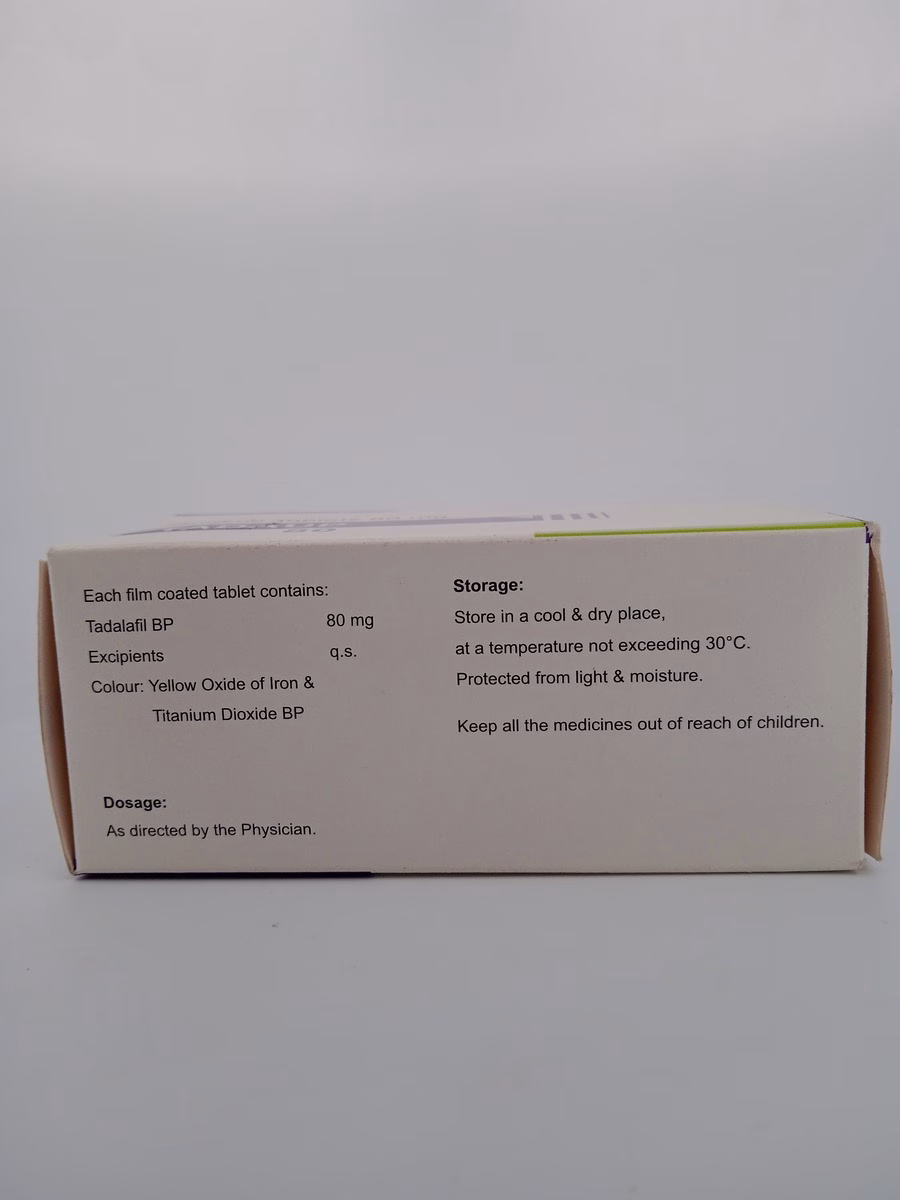 Each film coated tablet contains:
Tadalafil BP 80 mg
Excipients q.s.
Colour: Yellow Oxide of Iron &
Titanium Dioxide BP
Dosage:
As directed by the Physician.
Storage:
Store in a cool & dry place,
at a temperature not exceeding 30°C.
Protected from light & moisture.
Keep all the medicines out of reach of children.